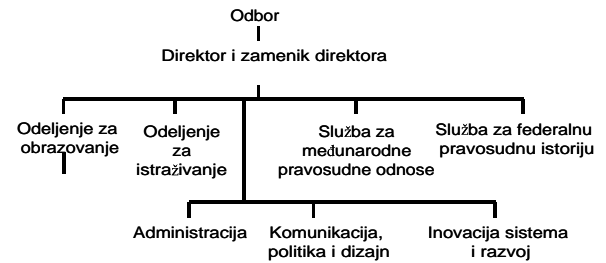 Odbor
Direktor i zamenik direktora
Odeljenje za
obrazovanje
Odeljenje
za
istraživanje
Služba za
međunarodne
pravosudne odnose
Služba za federalnu
pravosudnu istoriju
Administracija
Komunikacija,
politika i dizajn
Inovacija sistema
i razvoj